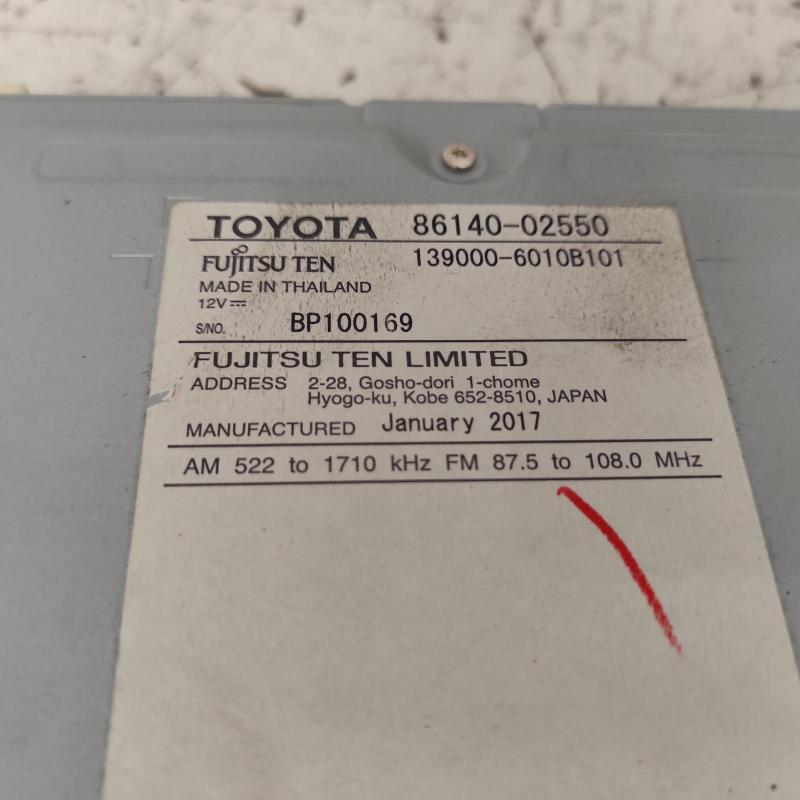 TOYOTA 86140-02550
FUJITSU TEN 139000-6010B101
MADE IN THAILAND
12V⎓
S/NO. BP100169
FUJITSU TEN LIMITED
ADDRESS 2-28, Gosho-dori 1-chome
Hyogo-ku, Kobe 652-8510, JAPAN
MANUFACTURED January 2017
AM 522 to 1710 kHz FM 87.5 to 108.0 MHz